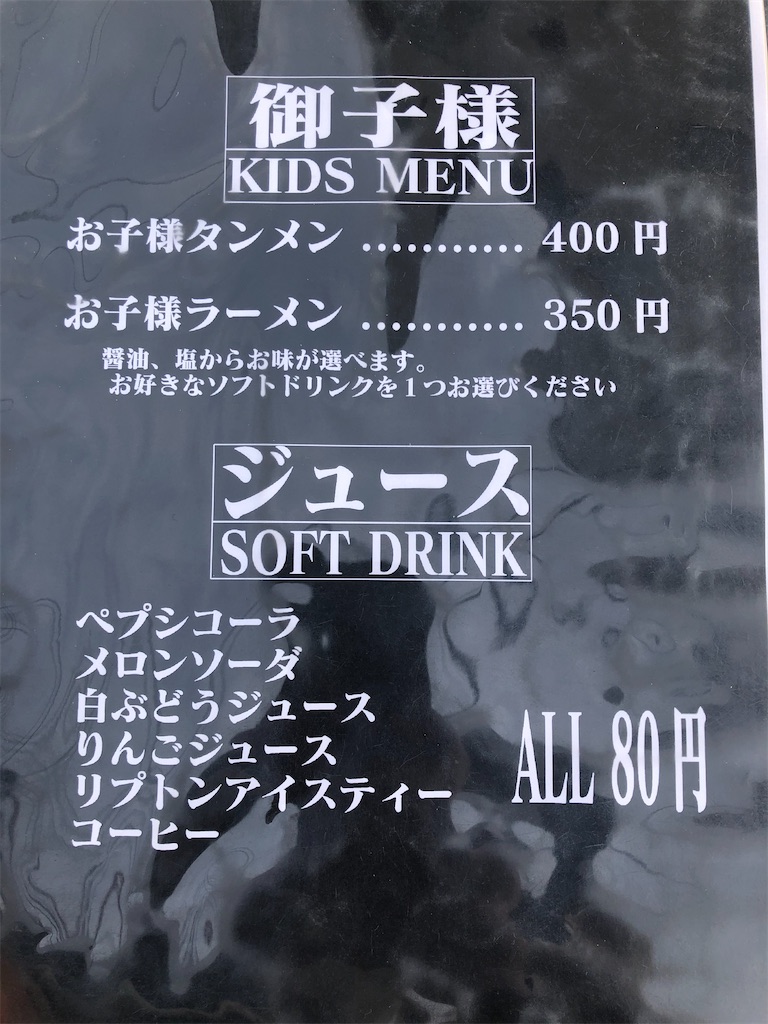 御子様
KIDS MENU
お子様タンメン ........... 400 円
お子様ラーメン ........... 350 円
醤油、塩からお味が選べます。
お好きなソフトドリンクを１つお選びください
ジュース
SOFT DRINK
ペプシコーラ
メロンソーダ
白ぶどうジュース
りんごジュース
リプトンアイスティー
コーヒー
ALL 80円